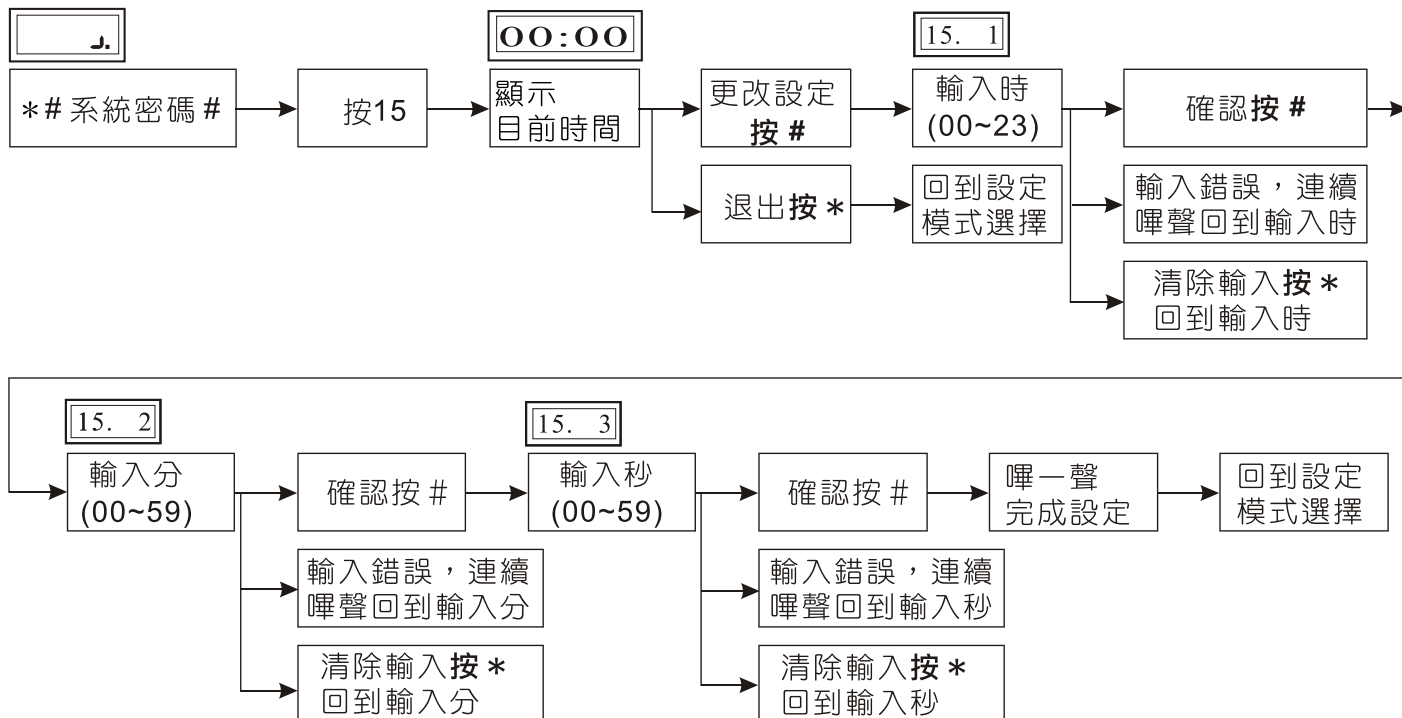 ┘.
*#系統密碼#
按15
00:00
顯示
目前時間
更改設定
按#
退出按*
回到設定
模式選擇
15. 1
輸入時
(00~23)
確認按#
輸入錯誤，連續
嗶聲回到輸入時
清除輸入按*
回到輸入時
15. 2
輸入分
(00~59)
確認按#
輸入錯誤，連續
嗶聲回到輸入分
清除輸入按*
回到輸入分
15. 3
輸入秒
(00~59)
確認按#
輸入錯誤，連續
嗶聲回到輸入秒
清除輸入按*
回到輸入秒
嗶一聲
完成設定
回到設定
模式選擇